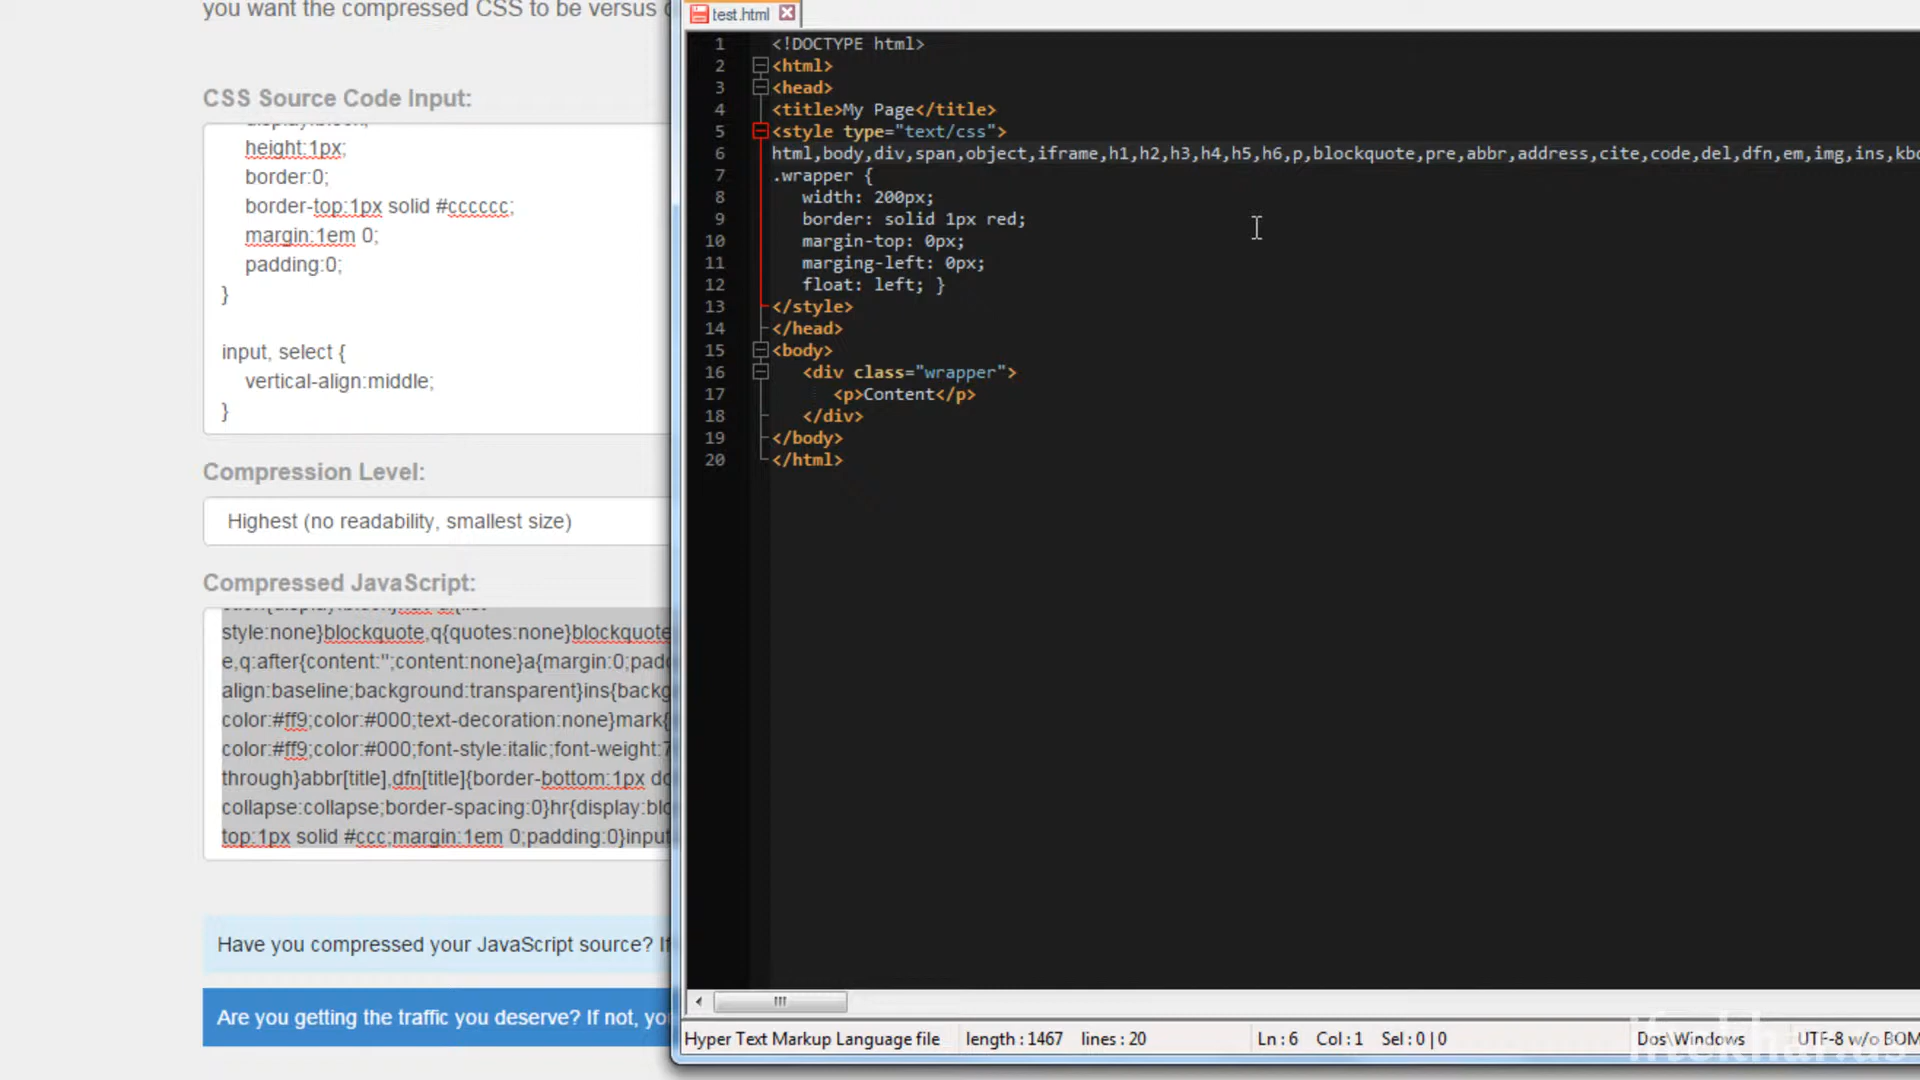 you want the compressed CSS to be versus
CSS Source Code Input:
display:block;
height:1px;
border:0;
border-top:1px solid #cccccc;
margin:1em 0;
padding:0;
}
input, select {
vertical-align:middle;
}
Compression Level:
Highest (no readability, smallest size)
Compressed JavaScript:
style:none}blockquote,q{quotes:none}blockquote
e,q:after{content:'';content:none}a{margin:0;padd
align:baseline;background:transparent}ins{backg
color:#ff9;color:#000;text-decoration:none}mark{
color:#ff9;color:#000;font-style:italic;font-weight:7
through}abbr[title],dfn[title]{border-bottom:1px do
collapse:collapse;border-spacing:0}hr{display:blo
top:1px solid #ccc;margin:1em 0;padding:0}input
Have you compressed your JavaScript source? If
Are you getting the traffic you deserve? If not, yo
test.html
1 <!DOCTYPE html>
2 <html>
3 <head>
4 <title>My Page</title>
5 <style type="text/css">
6 html,body,div,span,object,iframe,h1,h2,h3,h4,h5,h6,p,blockquote,pre,abbr,address,cite,code,del,dfn,em,img,ins,kbd
7 .wrapper {
8 width: 200px;
9 border: solid 1px red;
10 margin-top: 0px;
11 marging-left: 0px;
12 float: left; }
13 </style>
14 </head>
15 <body>
16 <div class="wrapper">
17 <p>Content</p>
18 </div>
19 </body>
20 </html>
Hyper Text Markup Language file length : 1467 lines : 20 Ln : 6 Col : 1 Sel : 0 | 0 Dos\Windows UTF-8 w/o BOM
iftekhar.us